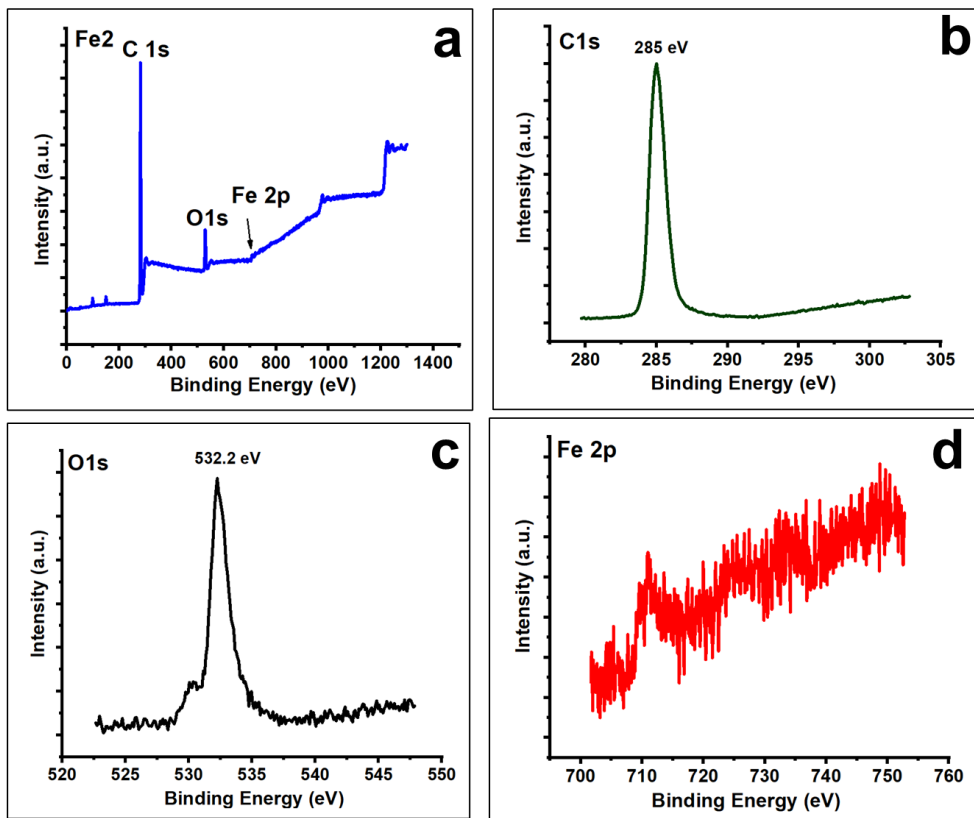 Fe2
a
C 1s
O1s
Fe 2p
Intensity (a.u.)
0 200 400 600 800 1000 1200 1400
Binding Energy (eV)
C1s
b
285 eV
Intensity (a.u.)
280 285 290 295 300 305
Binding Energy (eV)
O1s
c
532.2 eV
Intensity (a.u.)
520 525 530 535 540 545 550
Binding Energy (eV)
Fe 2p
d
Intensity (a.u.)
700 710 720 730 740 750 760
Binding Energy (eV)